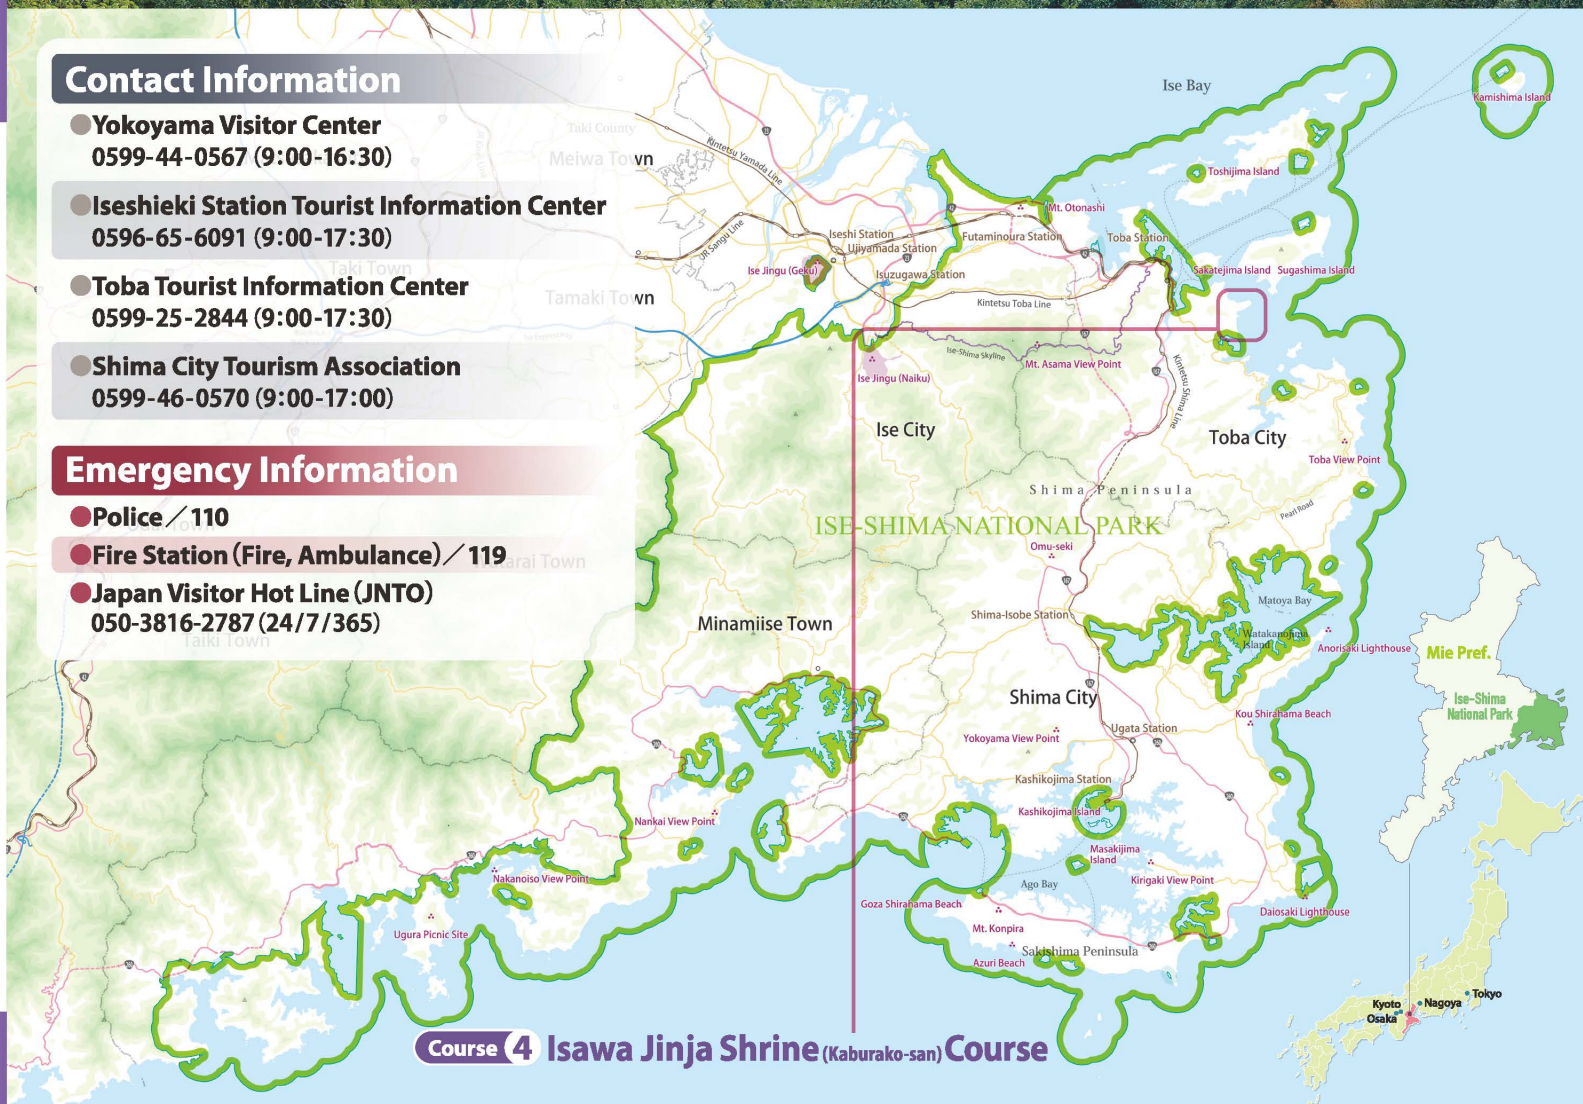 Contact Information
●Yokoyama Visitor Center
0599-44-0567 (9:00-16:30)
●Iseshieki Station Tourist Information Center
0596-65-6091 (9:00-17:30)
●Toba Tourist Information Center
0599-25-2844 (9:00-17:30)
●Shima City Tourism Association
0599-46-0570 (9:00-17:00)
Emergency Information
●Police／110
●Fire Station (Fire, Ambulance)／119
●Japan Visitor Hot Line (JNTO)
050-3816-2787 (24/7/365)
Taki County
Meiwa Town
Taki Town
Tamaki Town
Watarai Town
Taiki Town
Kintetsu Yamada Line
JR Sangu Line
Ise Bay
Kamishima Island
Toshijima Island
Mt. Otonashi
Iseshi Station
Ujiyamada Station
Futaminoura Station
Toba Station
Ise Jingu (Geku)
Isuzugawa Station
Sakatejima Island
Sugashima Island
Kintetsu Toba Line
Ise-Shima Skyline
Mt. Asama View Point
Ise Jingu (Naiku)
Kintetsu Shima Line
Ise City
Toba City
Toba View Point
Shima Peninsula
Pearl Road
ISE-SHIMA NATIONAL PARK
Omu-seki
Matoya Bay
Shima-Isobe Station
Minamiise Town
Watakanojima
Island
Anorisaki Lighthouse
Mie Pref.
Ise-Shima
National Park
Shima City
Kou Shirahama Beach
Ugata Station
Yokoyama View Point
Kashikojima Station
Kashikojima Island
Nankai View Point
Masakijima
Island
Nakanoiso View Point
Ago Bay
Kirigaki View Point
Goza Shirahama Beach
Daiosaki Lighthouse
Mt. Konpira
Ugura Picnic Site
Sakishima Peninsula
Azuri Beach
Kyoto
Nagoya
Tokyo
Osaka
Course 4 Isawa Jinja Shrine (Kaburako-san) Course